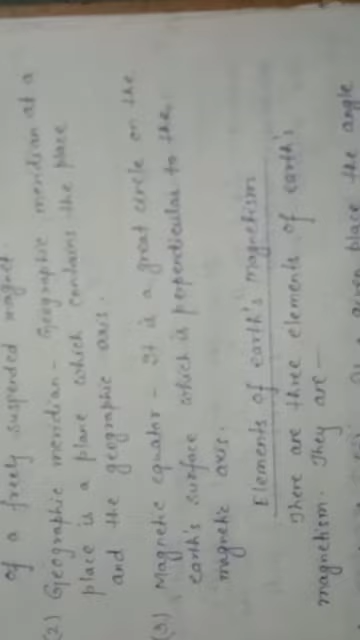 of a freely suspended magnet.
(2) Geographic meridian - Geographic meridian at a
place is a plane which contains the place
and the geographic axis.
(3) Magnetic equator - It is a great circle on the
earth's surface which is perpendicular to the
magnetic axis.
Elements of earth's magnetism
There are three elements of earth's
magnetism. They are -
given place the angle